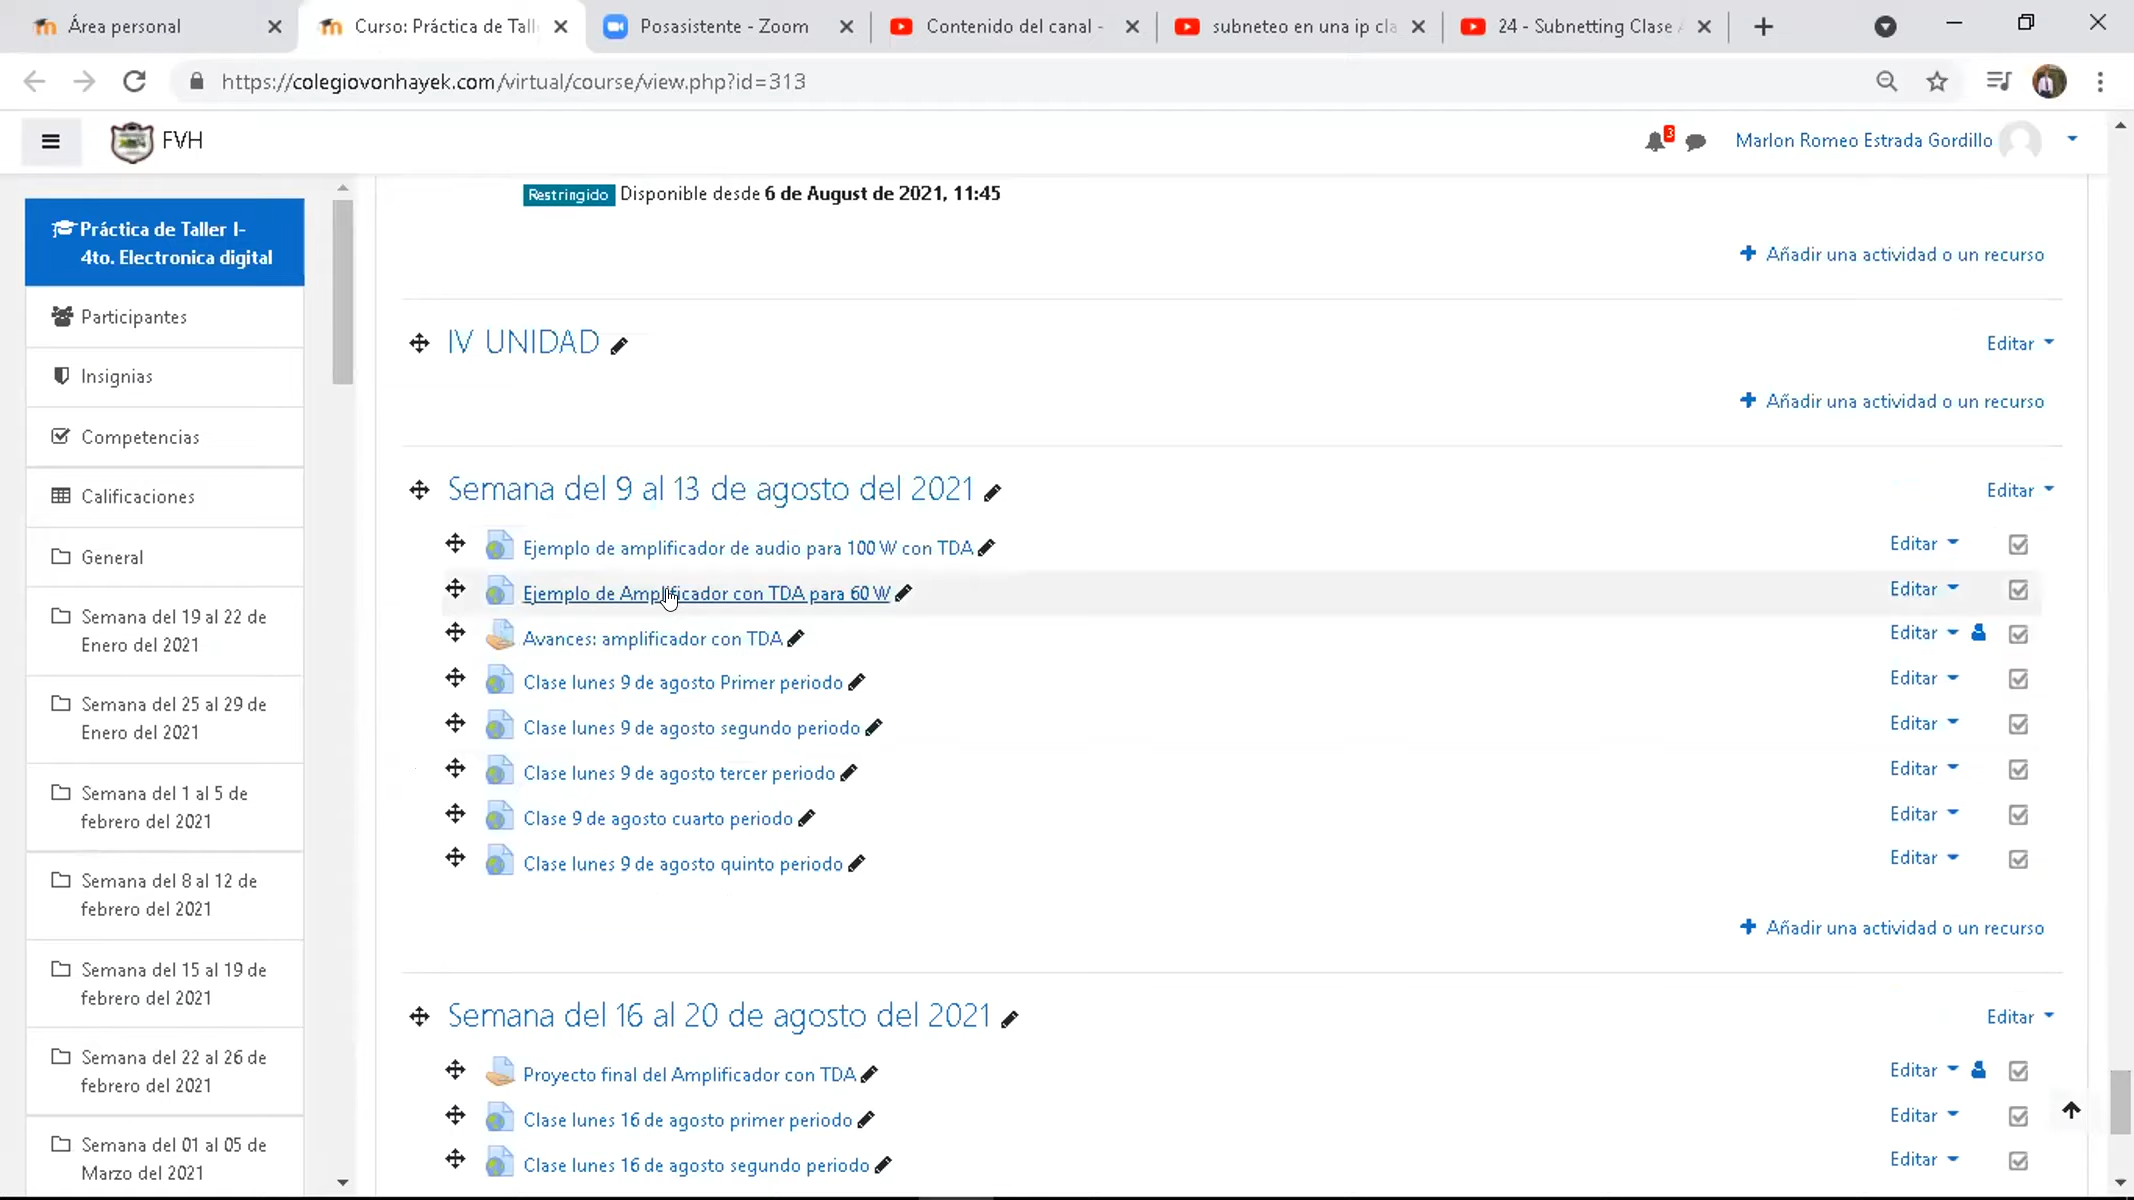 Área personal
Curso: Práctica de Tall
Posasistente - Zoom
Contenido del canal -
subneteo en una ip cla
24 - Subnetting Clase A
https://colegiovonhayek.com/virtual/course/view.php?id=313
FVH
3
Marlon Romeo Estrada Gordillo
Práctica de Taller I-
4to. Electronica digital
Participantes
Insignias
Competencias
Calificaciones
General
Semana del 19 al 22 de
Enero del 2021
Semana del 25 al 29 de
Enero del 2021
Semana del 1 al 5 de
febrero del 2021
Semana del 8 al 12 de
febrero del 2021
Semana del 15 al 19 de
febrero del 2021
Semana del 22 al 26 de
febrero del 2021
Semana del 01 al 05 de
Marzo del 2021
Restringido Disponible desde 6 de August de 2021, 11:45
Añadir una actividad o un recurso
IV UNIDAD
Editar
Añadir una actividad o un recurso
Semana del 9 al 13 de agosto del 2021
Editar
Ejemplo de amplificador de audio para 100 W con TDA
Editar
Ejemplo de Amplificador con TDA para 60 W
Editar
Avances: amplificador con TDA
Editar
Clase lunes 9 de agosto Primer periodo
Editar
Clase lunes 9 de agosto segundo periodo
Editar
Clase lunes 9 de agosto tercer periodo
Editar
Clase 9 de agosto cuarto periodo
Editar
Clase lunes 9 de agosto quinto periodo
Editar
Añadir una actividad o un recurso
Semana del 16 al 20 de agosto del 2021
Editar
Proyecto final del Amplificador con TDA
Editar
Clase lunes 16 de agosto primer periodo
Editar
Clase lunes 16 de agosto segundo periodo
Editar